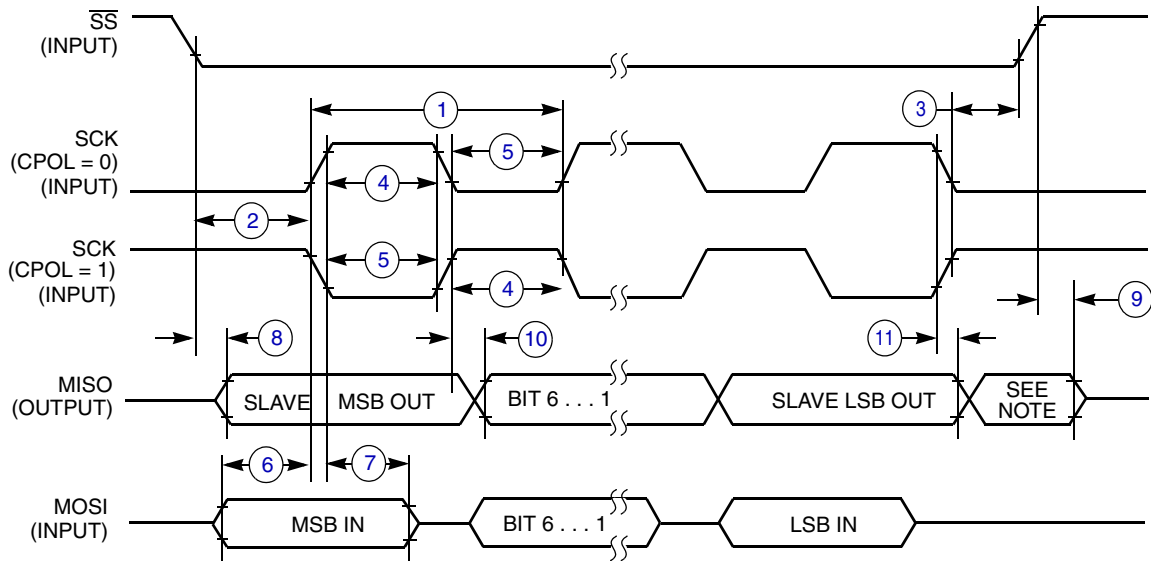 SS
(INPUT)
1
3
SCK
(CPOL = 0)
(INPUT)
5
4
2
SCK
(CPOL = 1)
(INPUT)
5
4
9
8
10
11
MISO
(OUTPUT)
SLAVE MSB OUT
BIT 6 . . . 1
SLAVE LSB OUT
SEE
NOTE
6
7
MOSI
(INPUT)
MSB IN
BIT 6 . . . 1
LSB IN